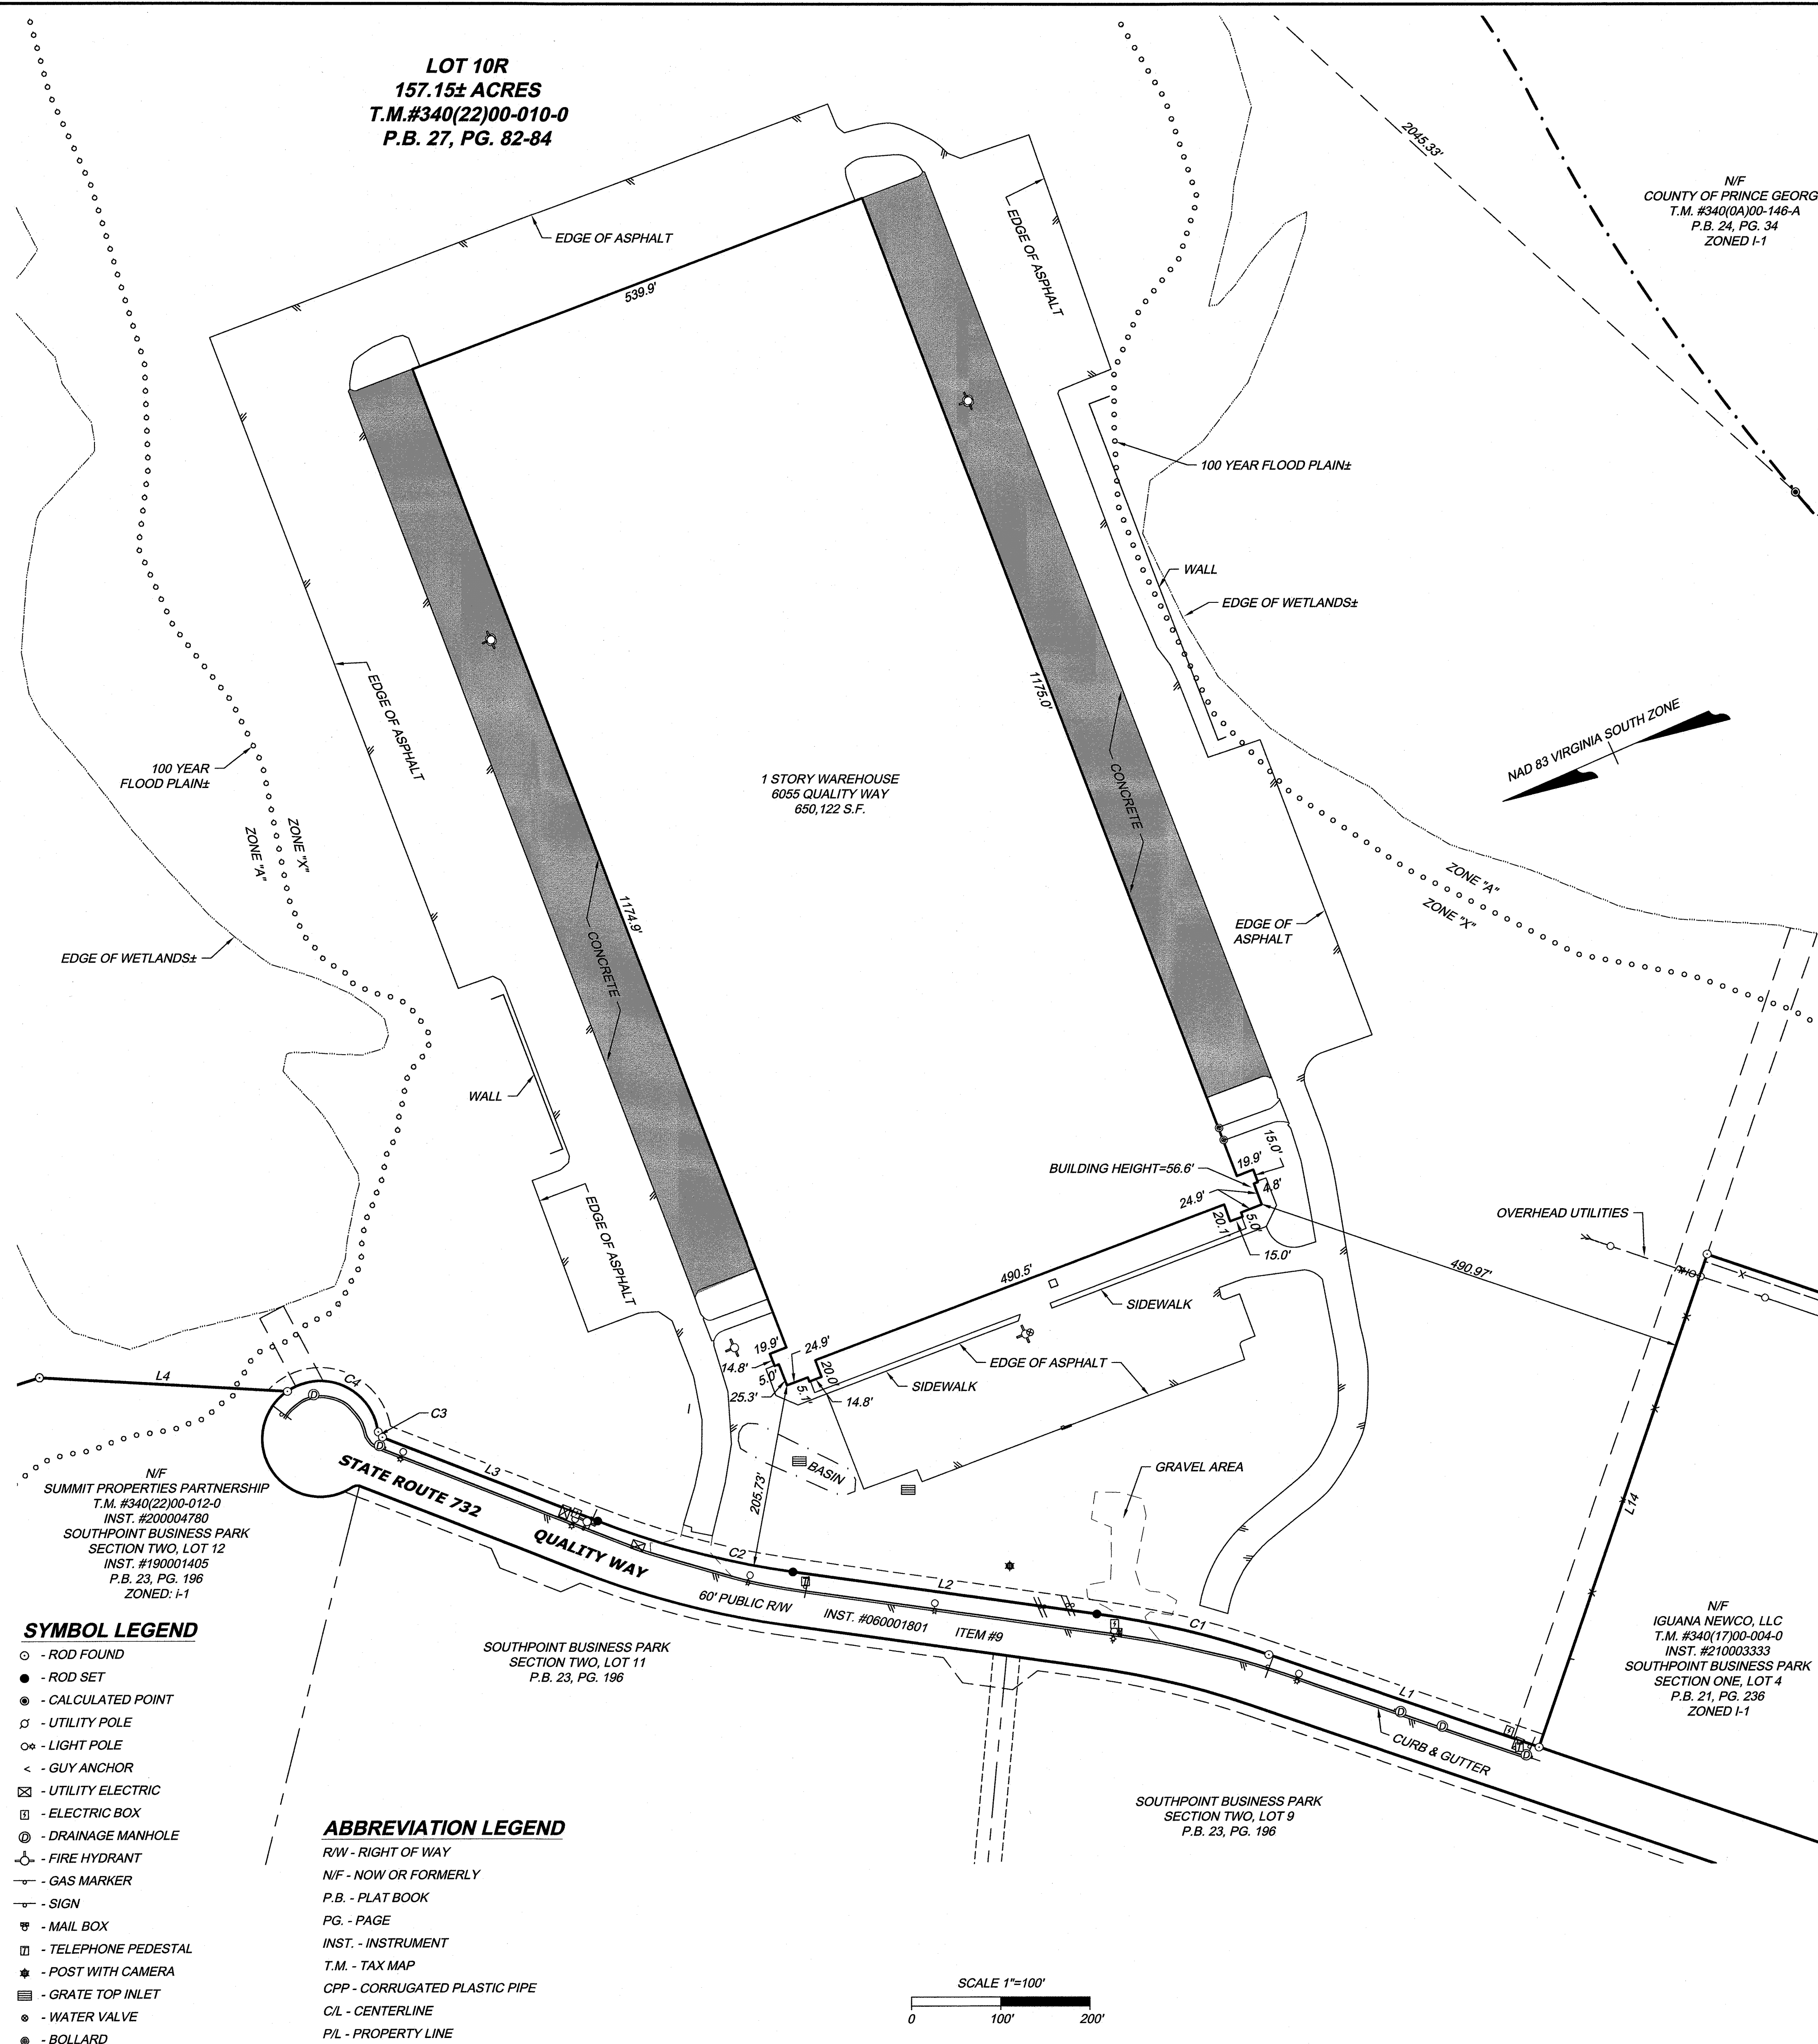 LOT 10R
157.15± ACRES
T.M.#340(22)00-010-0
P.B. 27, PG. 82-84
2045.33'
N/F
COUNTY OF PRINCE GEORG
T.M. #340(0A)00-146-A
P.B. 24, PG. 34
ZONED I-1
EDGE OF ASPHALT
EDGE OF ASPHALT
539.9'
100 YEAR FLOOD PLAIN±
WALL
EDGE OF WETLANDS±
1175.0'
EDGE OF ASPHALT
NAD 83 VIRGINIA SOUTH ZONE
100 YEAR
FLOOD PLAIN±
ZONE "X"
ZONE "A"
1 STORY WAREHOUSE
6055 QUALITY WAY
650,122 S.F.
CONCRETE
ZONE "A"
ZONE "X"
1174.9'
CONCRETE
EDGE OF
ASPHALT
EDGE OF WETLANDS±
WALL
15.0'
19.9'
BUILDING HEIGHT=56.6'
4.8'
24.9'
20.1'
5.0'
15.0'
OVERHEAD UTILITIES
OHU
X
490.97'
EDGE OF ASPHALT
490.5'
SIDEWALK
19.9'
24.9'
14.8'
5.0'
20.0'
25.3'
5.1'
14.8'
EDGE OF ASPHALT
SIDEWALK
L4
C4
C3
L3
STATE ROUTE 732
QUALITY WAY
BASIN
205.73'
GRAVEL AREA
L14
C2
L2
C1
L1
60' PUBLIC R/W
INST. #060001801
ITEM #9
CURB & GUTTER
N/F
SUMMIT PROPERTIES PARTNERSHIP
T.M. #340(22)00-012-0
INST. #200004780
SOUTHPOINT BUSINESS PARK
SECTION TWO, LOT 12
INST. #190001405
P.B. 23, PG. 196
ZONED: i-1
SOUTHPOINT BUSINESS PARK
SECTION TWO, LOT 11
P.B. 23, PG. 196
N/F
IGUANA NEWCO, LLC
T.M. #340(17)00-004-0
INST. #210003333
SOUTHPOINT BUSINESS PARK
SECTION ONE, LOT 4
P.B. 21, PG. 236
ZONED I-1
SOUTHPOINT BUSINESS PARK
SECTION TWO, LOT 9
P.B. 23, PG. 196
SYMBOL LEGEND
- ROD FOUND
- ROD SET
- CALCULATED POINT
- UTILITY POLE
- LIGHT POLE
- GUY ANCHOR
- UTILITY ELECTRIC
- ELECTRIC BOX
- DRAINAGE MANHOLE
- FIRE HYDRANT
- GAS MARKER
- SIGN
- MAIL BOX
- TELEPHONE PEDESTAL
- POST WITH CAMERA
- GRATE TOP INLET
- WATER VALVE
- BOLLARD
ABBREVIATION LEGEND
R/W - RIGHT OF WAY
N/F - NOW OR FORMERLY
P.B. - PLAT BOOK
PG. - PAGE
INST. - INSTRUMENT
T.M. - TAX MAP
CPP - CORRUGATED PLASTIC PIPE
C/L - CENTERLINE
P/L - PROPERTY LINE
SCALE 1"=100'
0 100' 200'